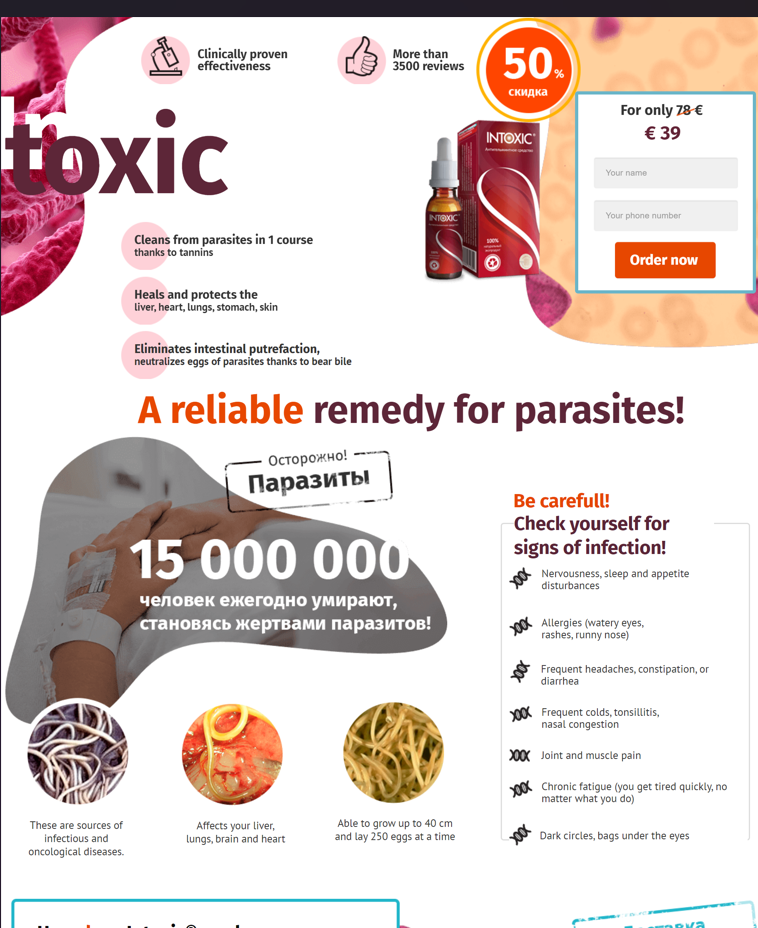 Clinically proven
effectiveness
More than
3500 reviews
50%
скидка
For only 78 €
€ 39
Your name
Your phone number
Order now
Intoxic
INTOXIC
Антипаразитарное средство
INTOXIC
100%
Cleans from parasites in 1 course
thanks to tannins
Heals and protects the
liver, heart, lungs, stomach, skin
Eliminates intestinal putrefaction,
neutralizes eggs of parasites thanks to bear bile
A reliable remedy for parasites!
Осторожно!
Паразиты
15 000 000
человек ежегодно умирают,
становясь жертвами паразитов!
Be carefull!
Check yourself for
signs of infection!
Nervousness, sleep and appetite
disturbances
Allergies (watery eyes,
rashes, runny nose)
Frequent headaches, constipation, or
diarrhea
Frequent colds, tonsillitis,
nasal congestion
Joint and muscle pain
Chronic fatigue (you get tired quickly, no
matter what you do)
Dark circles, bags under the eyes
These are sources of
infectious and
oncological diseases.
Affects your liver,
lungs, brain and heart
Able to grow up to 40 cm
and lay 250 eggs at a time
Доставка